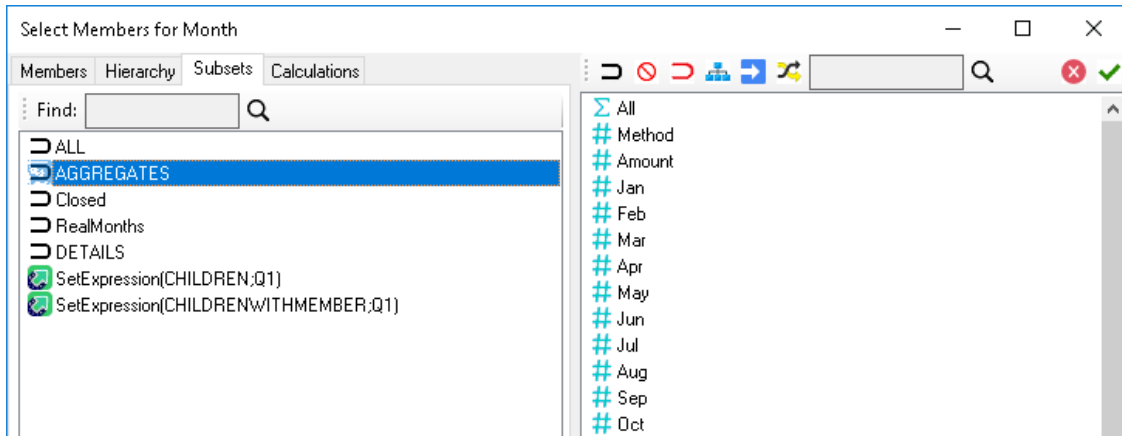 Select Members for Month
Members Hierarchy Subsets Calculations
Find:
ALL
AGGREGATES
Closed
RealMonths
DETAILS
SetExpression(CHILDREN;Q1)
SetExpression(CHILDRENWITHMEMBER;Q1)
All
Method
Amount
Jan
Feb
Mar
Apr
May
Jun
Jul
Aug
Sep
Oct